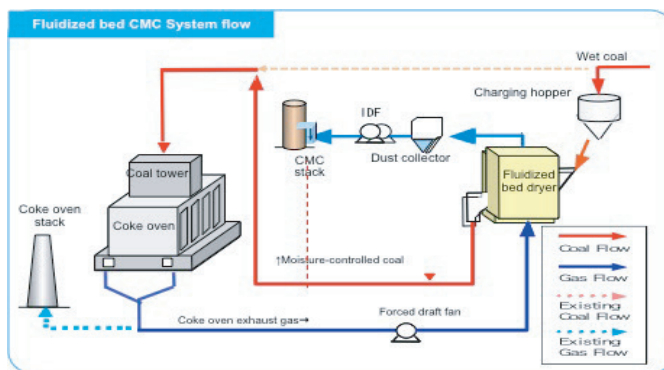 Fluidized bed CMC System flow
Wet coal
Charging hopper
IDF
Dust collector
CMC
stack
Fluidized
bed dryer
Coal tower
Coke oven
Coke oven
stack
↑Moisture-controlled coal
Coke oven exhaust gas→
Forced draft fan
Coal Flow
Gas Flow
Existing
Coal Flow
Existing
Gas Flow